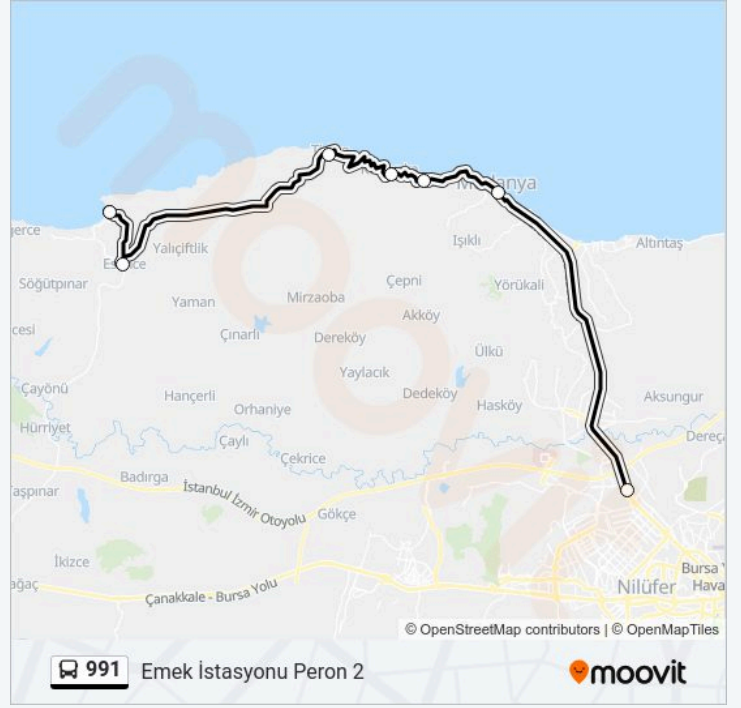 Mudanya
Altıntaş
Işıklı
Yalıçiftlik
Esence
Söğütpınar
Çepni
Yörükali
Yaman
Mirzaoba
Akköy
Çınarlı
Dereköy
Ülkü
Yaylacık
Çayönü
Hançerli
Dedeköy
Aksungur
Orhaniye
Hasköy
Hürriyet
Çaylı
Çekrice
Badırga
İstanbul İzmir Otoyolu
Gökçe
İkizce
Çanakkale - Bursa Yolu
Nilüfer
Bursa
Hava
© OpenStreetMap contributors | © OpenMapTiles
991 Emek İstasyonu Peron 2
moovit